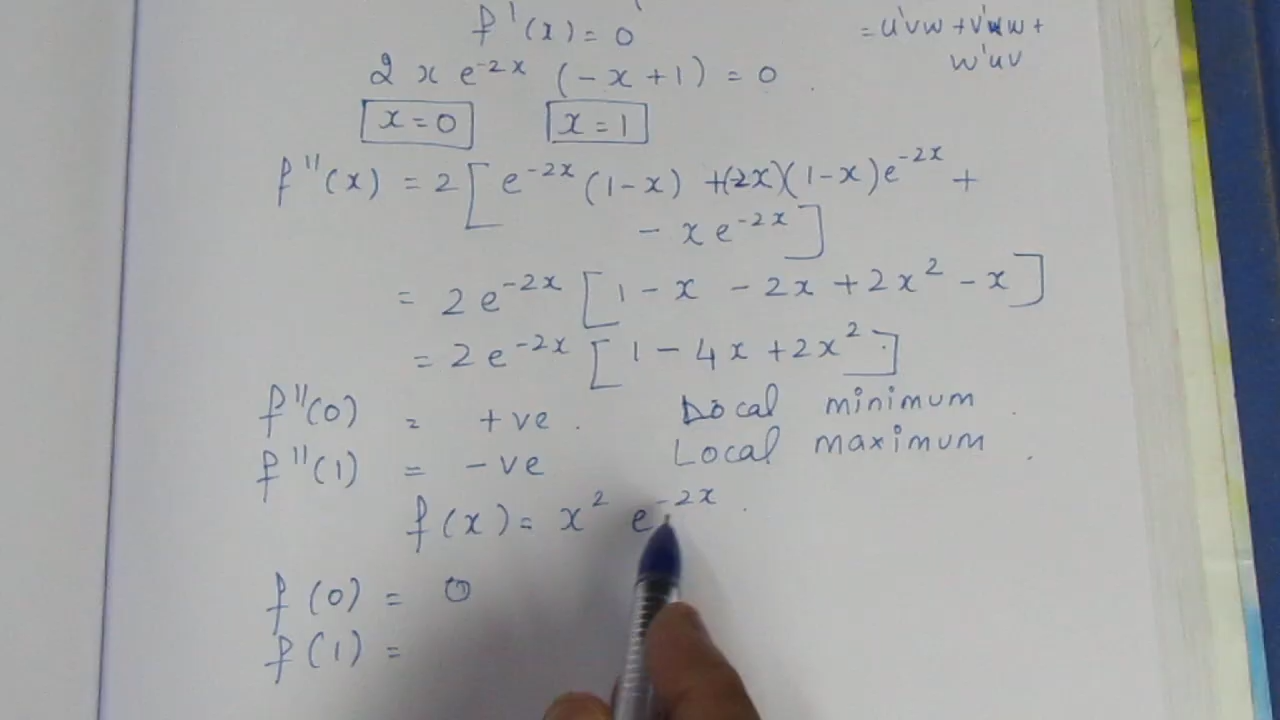 f'(x) = 0
= u'vw + v'uw +
w'uv
2 x e^-2x (-x+1) = 0
x=0 x=1
f''(x) = 2[e^-2x (1-x) +(-2x)(1-x)e^-2x +
- x e^-2x]
= 2e^-2x [1 - x - 2x + 2x^2 - x]
= 2e^-2x [1 - 4x + 2x^2]
f''(0) = +ve. Local minimum.
f''(1) = -ve Local maximum.
f(x) = x^2 e^-2x.
f(0) = 0
f(1) =